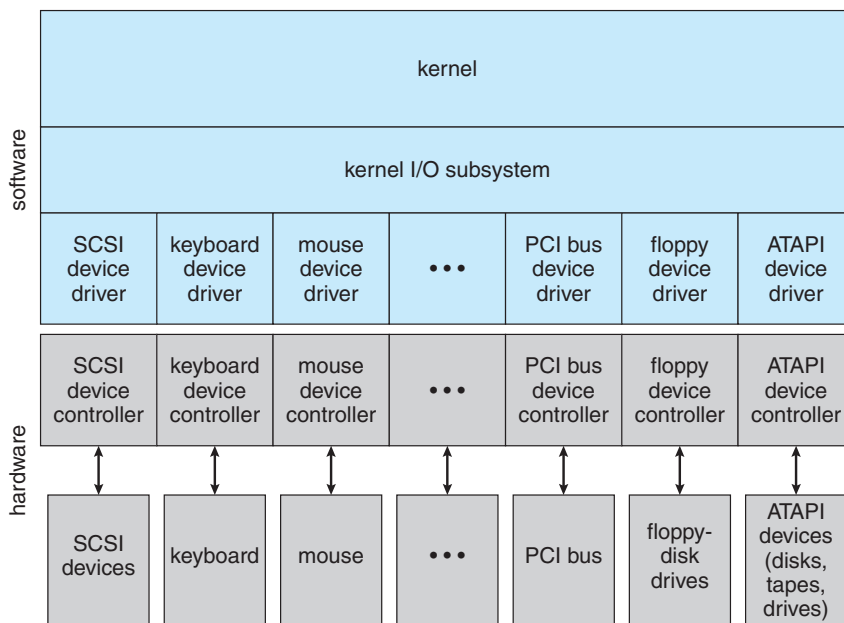 software
kernel
kernel I/O subsystem
SCSI
device
driver
keyboard
device
driver
mouse
device
driver
•••
PCI bus
device
driver
floppy
device
driver
ATAPI
device
driver
hardware
SCSI
device
controller
keyboard
device
controller
mouse
device
controller
•••
PCI bus
device
controller
floppy
device
controller
ATAPI
device
controller
SCSI
devices
keyboard
mouse
•••
PCI bus
floppy-
disk
drives
ATAPI
devices
(disks,
tapes,
drives)